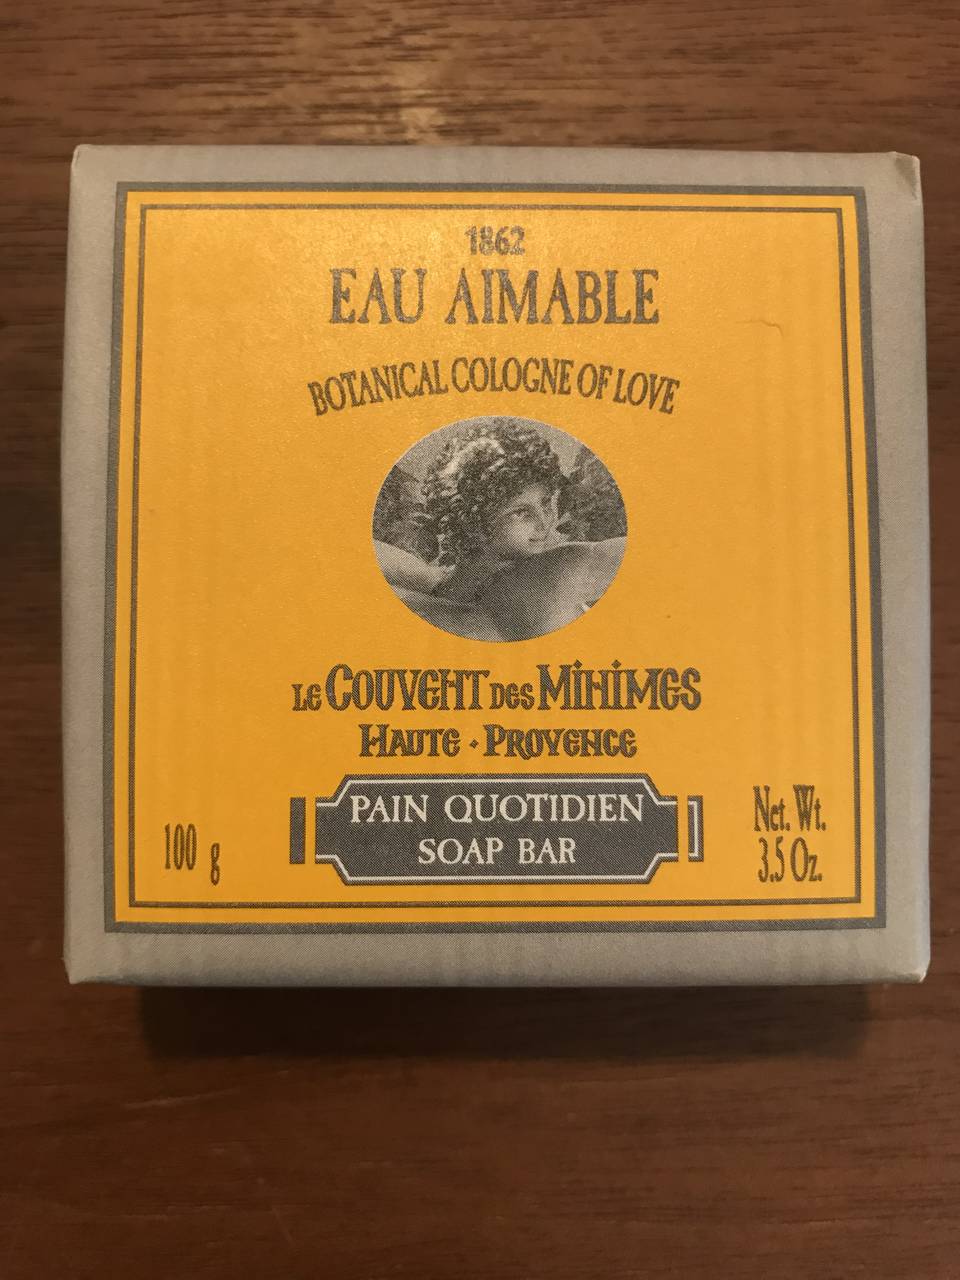 1862
EAU AIMABLE
BOTANICAL COLOGNE OF LOVE
LE COUVENT DES MINIMES
HAUTE · PROVENCE
PAIN QUOTIDIEN
SOAP BAR
100 g
Net. Wt.
3.5 Oz.